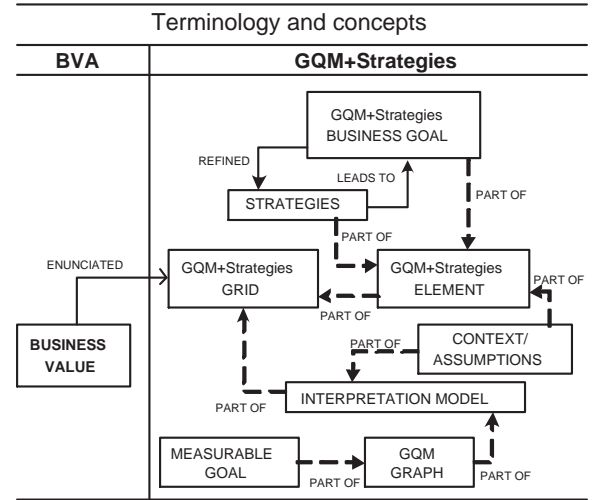 Terminology and concepts
BVA
GQM+Strategies
GQM+Strategies
BUSINESS GOAL
REFINED
LEADS TO
STRATEGIES
PART OF
PART OF
ENUNCIATED
GQM+Strategies
GRID
GQM+Strategies
ELEMENT
PART OF
PART OF
BUSINESS
VALUE
CONTEXT/
ASSUMPTIONS
PART OF
INTERPRETATION MODEL
PART OF
MEASURABLE
GOAL
GQM
GRAPH
PART OF
PART OF